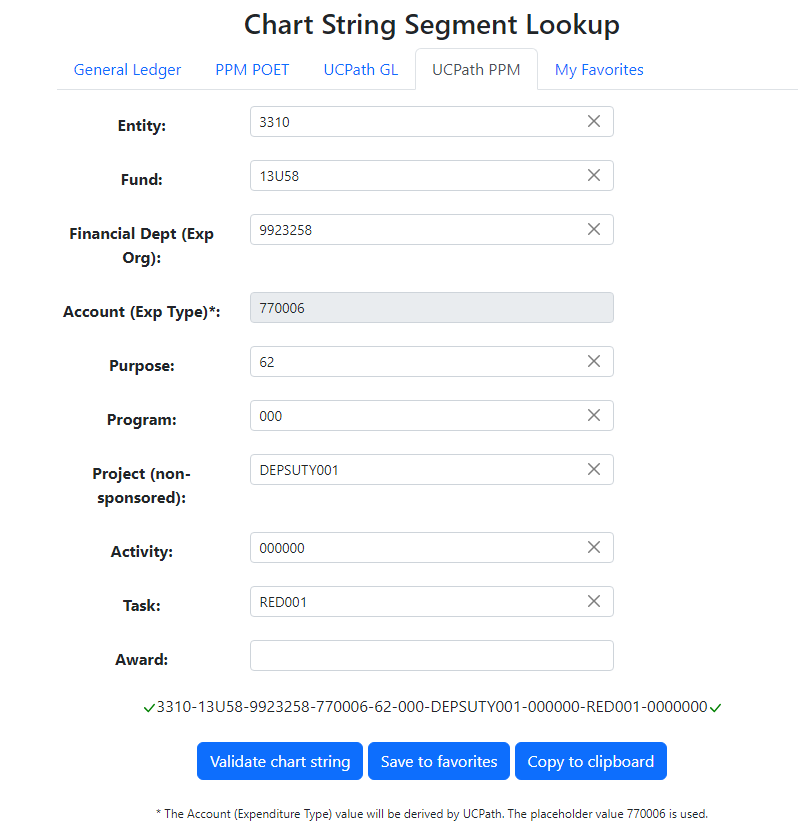 Chart String Segment Lookup
General Ledger PPM POET UCPath GL UCPath PPM My Favorites
Entity: 3310
Fund: 13U58
Financial Dept (Exp 9923258
Org):
Account (Exp Type)*: 770006
Purpose: 62
Program: 000
Project (non- DEPSUTY001
sponsored):
Activity: 000000
Task: RED001
Award:
3310-13U58-9923258-770006-62-000-DEPSUTY001-000000-RED001-0000000
Validate chart string Save to favorites Copy to clipboard
* The Account (Expenditure Type) value will be derived by UCPath. The placeholder value 770006 is used.